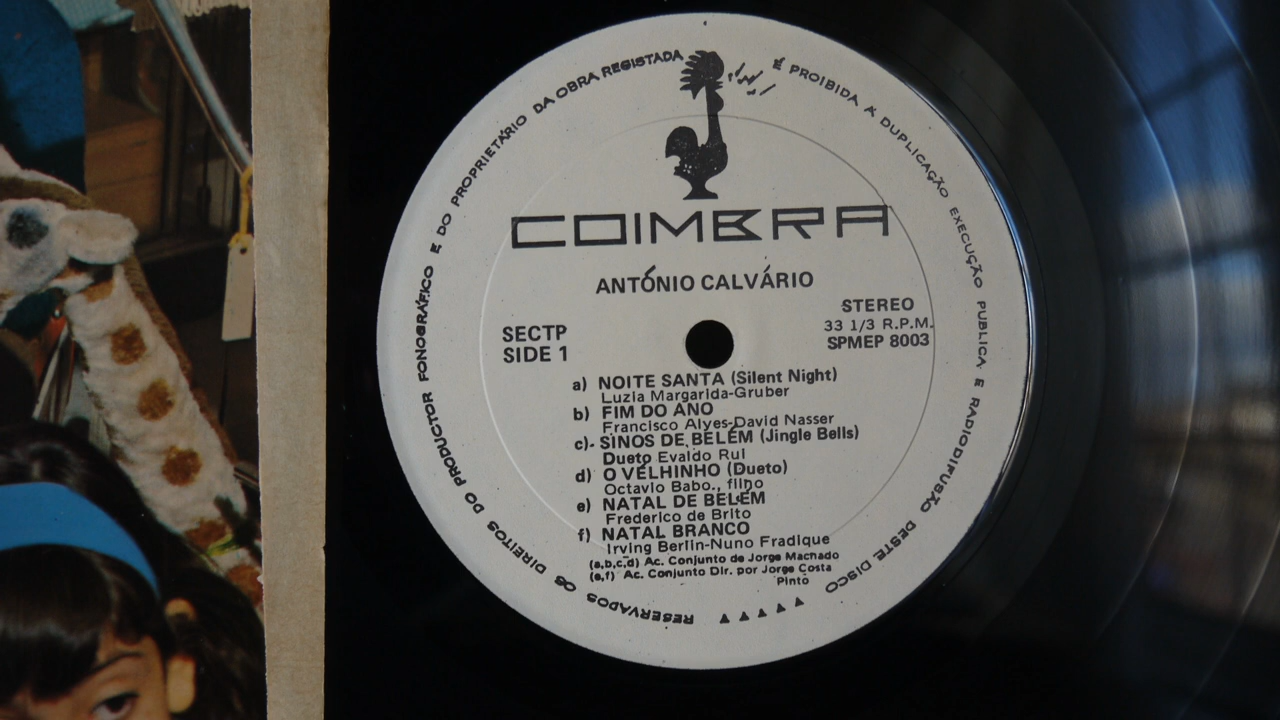 RESERVADOS OS DIREITOS DO PRODUCTOR FONOGRÁFICO E DO PROPRIETÁRIO DA OBRA REGISTADA
É PROIBIDA A DUPLICAÇÃO EXECUÇÃO PUBLICA E RADIODIFUSÃO DESTE DISCO
COIMBRA
ANTÓNIO CALVÁRIO
SECTP
SIDE 1
STEREO
33 1/3 R.P.M.
SPMEP 8003
a) NOITE SANTA (Silent Night)
Luzia Margarida-Gruber
b) FIM DO ANO
Francisco Alyes-David Nasser
c)- SINOS DE BELÉM (Jingle Bells)
Dueto Evaldo Rul
d) O VÉLHINHO (Dueto)
Octavio Babo., filho
e) NATAL DE BELÉM
Frederico de Brito
f) NATAL BRANCO
Irving Berlin-Nuno Fradique
(a,b,c,d) Ac. Conjunto de Jorge Machado
(e,f) Ac. Conjunto Dir. por Jorge Costa
Pinto